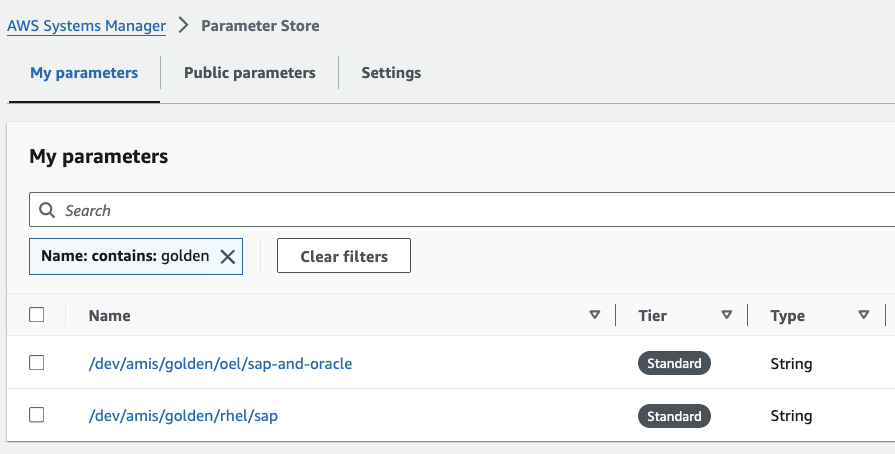 AWS Systems Manager > Parameter Store
My parameters Public parameters Settings
My parameters
Search
Name: contains: golden Clear filters
Name Tier Type
/dev/amis/golden/oel/sap-and-oracle Standard String
/dev/amis/golden/rhel/sap Standard String